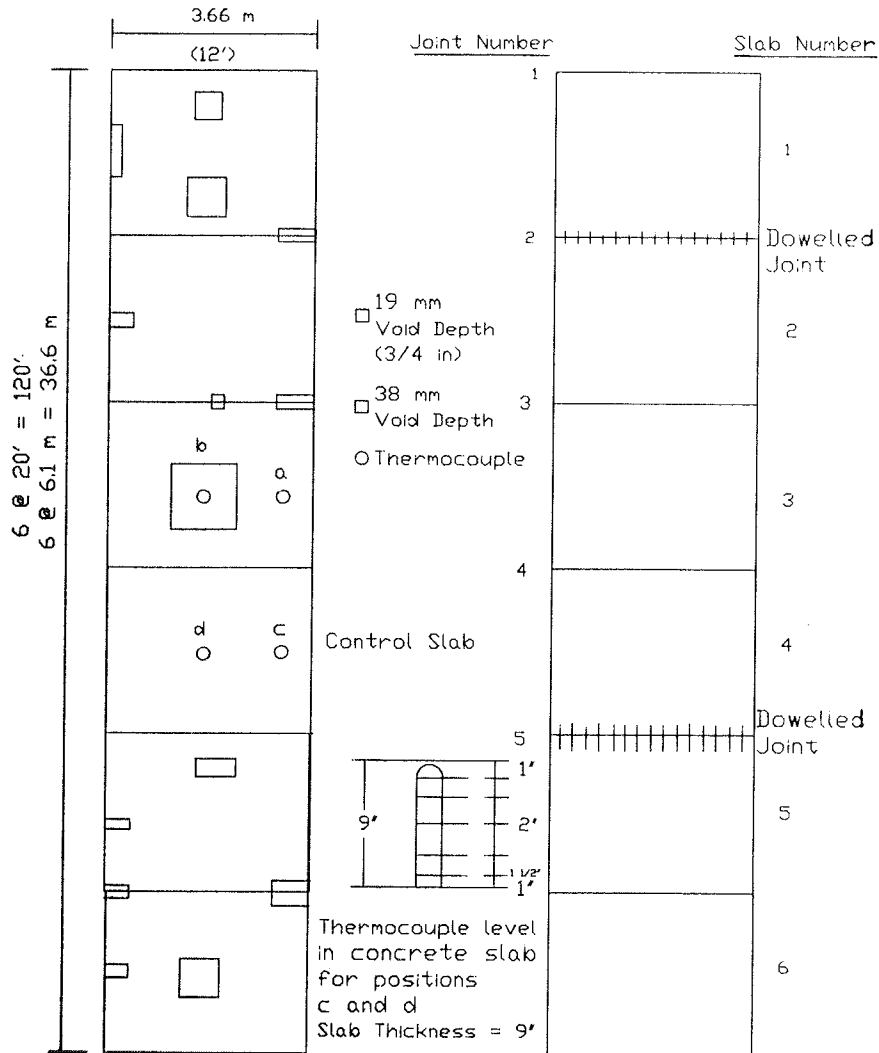 3.66 m
(12')
Joint Number
Slab Number
1
1
2
Dowelled
Joint
6 @ 20' = 120'
6 @ 6.1 m = 36.6 m
19 mm
Void Depth
(3/4 in)
2
38 mm
Void Depth
3
Thermocouple
b
a
3
4
d
c
Control Slab
4
5
Dowelled
Joint
1"
9"
2"
5
1 1/2"
1"
Thermocouple level
in concrete slab
for positions
c and d
Slab Thickness = 9"
6